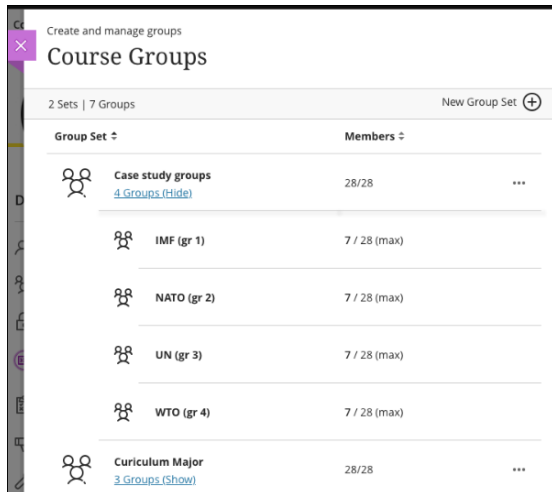 Create and manage groups
Course Groups
2 Sets | 7 Groups
New Group Set
Group Set
Members
Case study groups
28/28
4 Groups (Hide)
IMF (gr 1)
7 / 28 (max)
NATO (gr 2)
7 / 28 (max)
UN (gr 3)
7 / 28 (max)
WTO (gr 4)
7 / 28 (max)
Curiculum Major
28/28
3 Groups (Show)